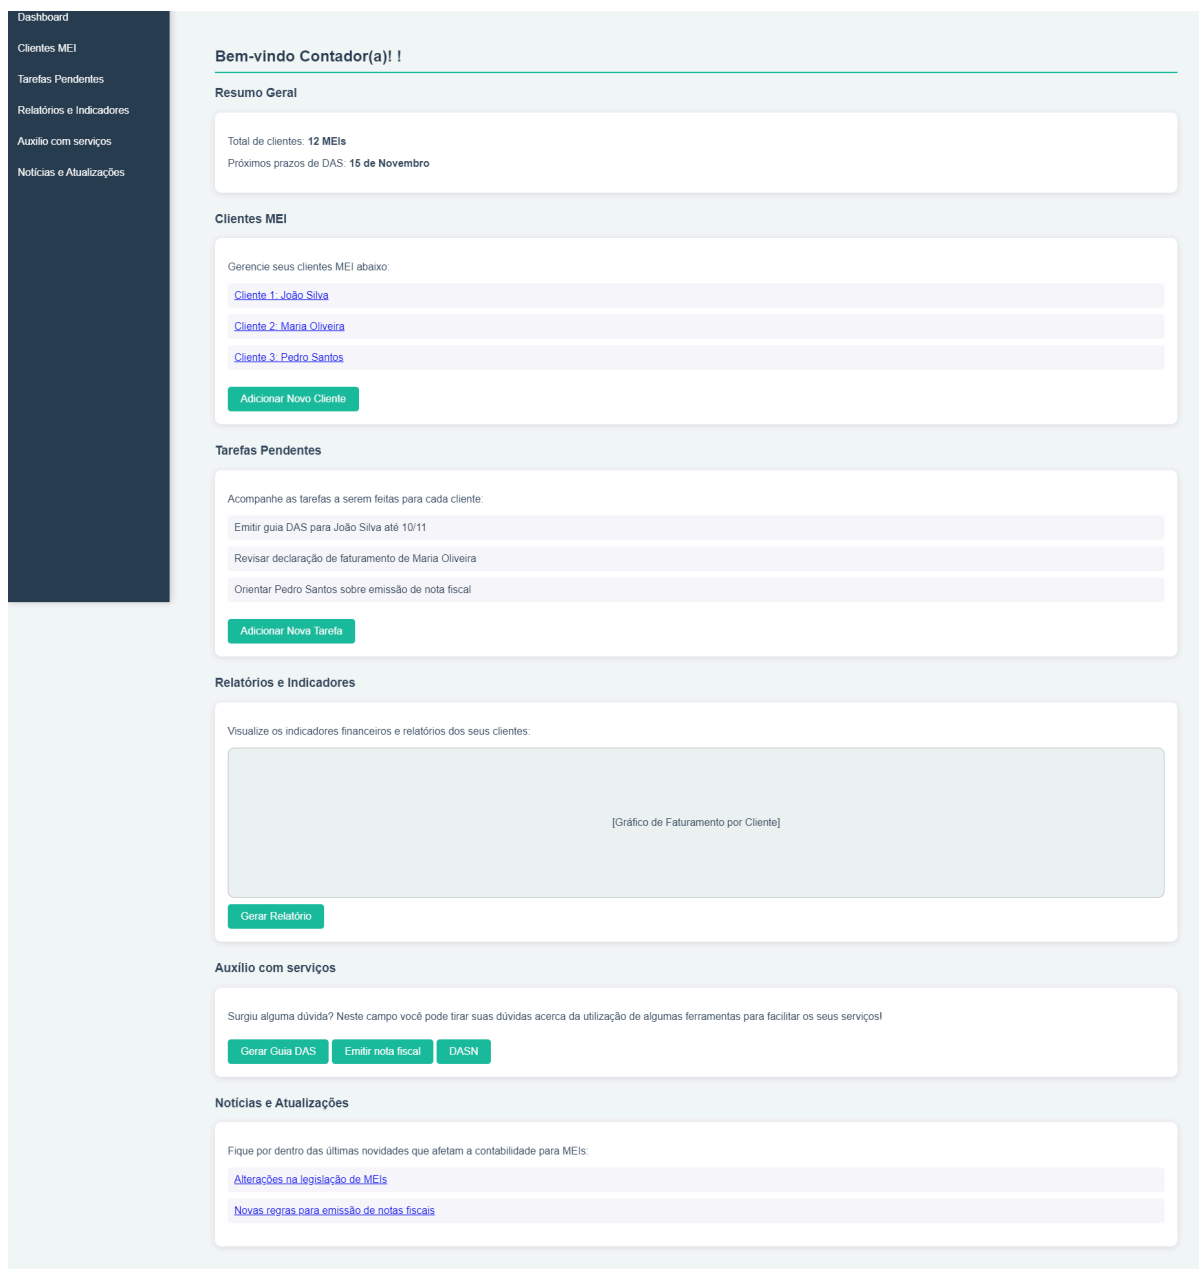 Dashboard
Clientes MEI
Tarefas Pendentes
Relatórios e Indicadores
Auxilio com serviços
Notícias e Atualizações
Bem-vindo Contador(a)! !
Resumo Geral
Total de clientes: 12 MEIs
Próximos prazos de DAS: 15 de Novembro
Clientes MEI
Gerencie seus clientes MEI abaixo:
Cliente 1: João Silva
Cliente 2: Maria Oliveira
Cliente 3: Pedro Santos
Adicionar Novo Cliente
Tarefas Pendentes
Acompanhe as tarefas a serem feitas para cada cliente:
Emitir guia DAS para João Silva até 10/11
Revisar declaração de faturamento de Maria Oliveira
Orientar Pedro Santos sobre emissão de nota fiscal
Adicionar Nova Tarefa
Relatórios e Indicadores
Visualize os indicadores financeiros e relatórios dos seus clientes:
[Gráfico de Faturamento por Cliente]
Gerar Relatório
Auxílio com serviços
Surgiu alguma dúvida? Neste campo você pode tirar suas dúvidas acerca da utilização de algumas ferramentas para facilitar os seus serviços!
Gerar Guia DAS Emitir nota fiscal DASN
Notícias e Atualizações
Fique por dentro das últimas novidades que afetam a contabilidade para MEIs:
Alterações na legislação de MEIs
Novas regras para emissão de notas fiscais